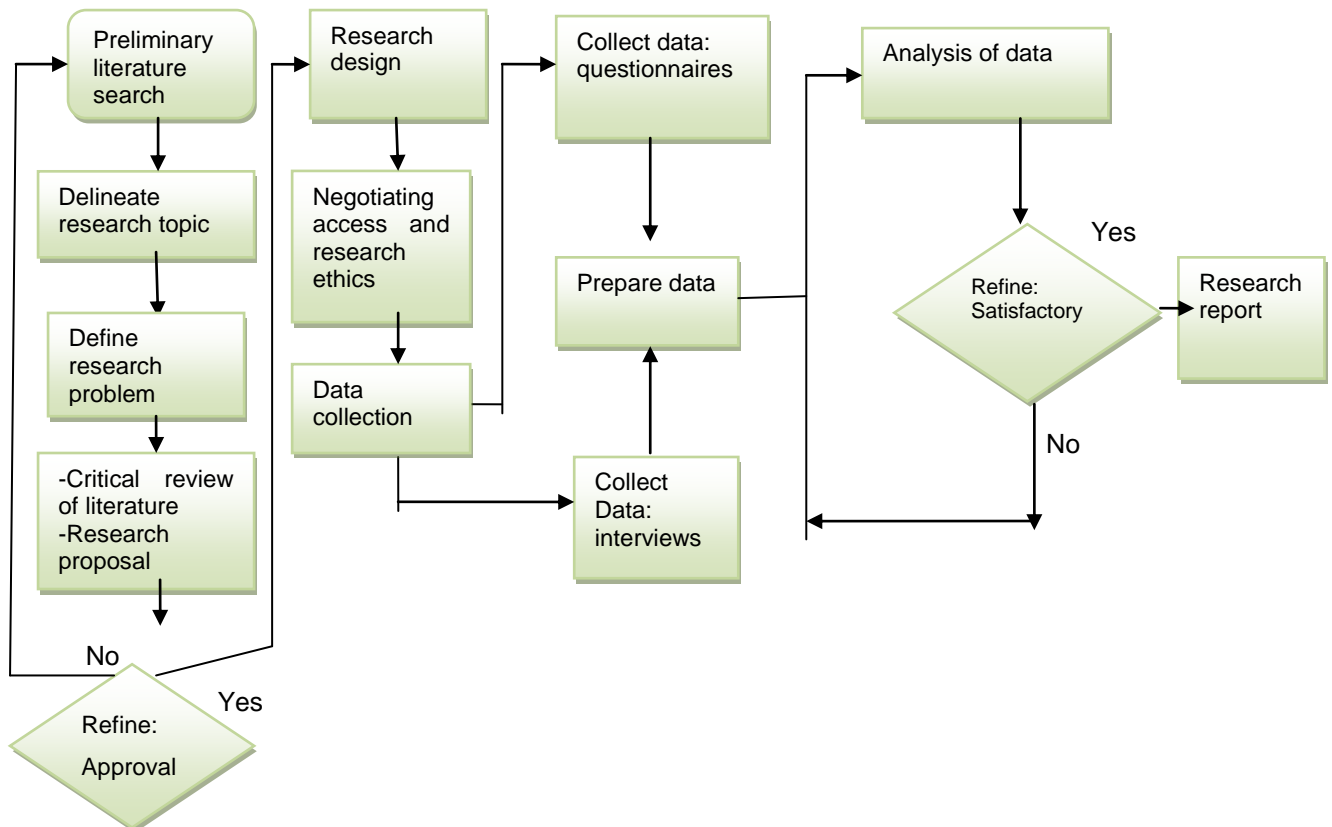 Preliminary
literature
search
Delineate
research topic
Define
research
problem
-Critical review
of literature
-Research
proposal
No
Yes
Refine:
Approval
Research
design
Negotiating
access and
research
ethics
Data
collection
Collect data:
questionnaires
Prepare data
Collect
Data:
interviews
Analysis of data
Yes
Refine:
Satisfactory
No
Research
report